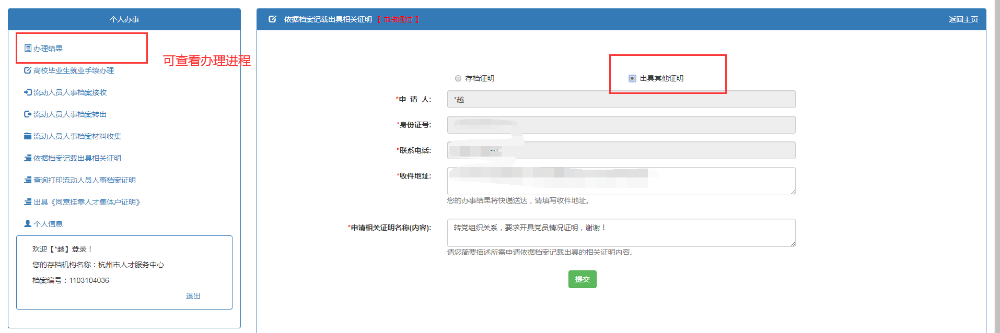 个人办事
办理结果
可查看办理进程
高校毕业生就业手续办理
流动人员人事档案接收
流动人员人事档案转出
流动人员人事档案材料收集
依据档案记载出具相关证明
查询打印流动人员人事档案证明
出具《同意挂靠人才集体户证明》
个人信息
欢迎【*越】登录！
您的存档机构名称：杭州市人才服务中心
档案编号：1103104036
退出
依据档案记载出具相关证明 【 审核通过 】
返回主页
存档证明
出具其他证明
*申 请 人:
*越
*身份证号:
*联系电话:
*收件地址:
您的办事结果将快递送达，请填写收件地址。
*申请相关证明名称(内容):
转党组织关系，要求开具党员情况证明，谢谢！
请您简要描述所需申请依据档案记载出具的相关证明内容。
提交